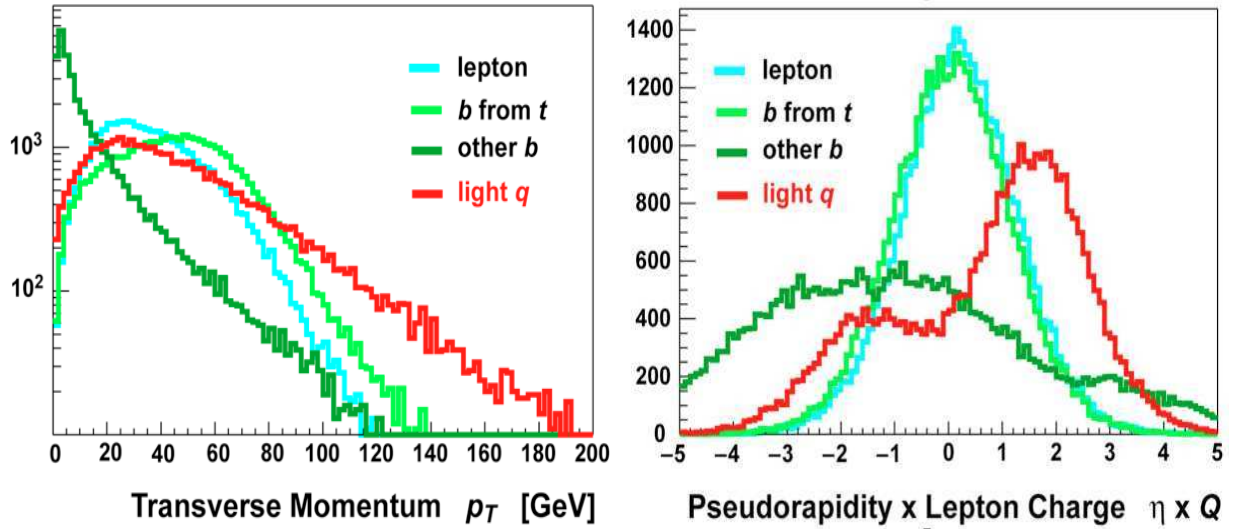 lepton
b from t
other b
light q
10³
10²
0 20 40 60 80 100 120 140 160 180 200
Transverse Momentum p_T [GeV]
1400
1200
1000
800
600
400
200
0
lepton
b from t
other b
light q
–5 –4 –3 –2 –1 0 1 2 3 4 5
Pseudorapidity x Lepton Charge η x Q